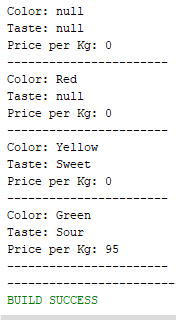 Color: null
Taste: null
Price per Kg: 0
-----------------------
Color: Red
Taste: null
Price per Kg: 0
-----------------------
Color: Yellow
Taste: Sweet
Price per Kg: 0
-----------------------
Color: Green
Taste: Sour
Price per Kg: 95
-----------------------
------------------------
BUILD SUCCESS